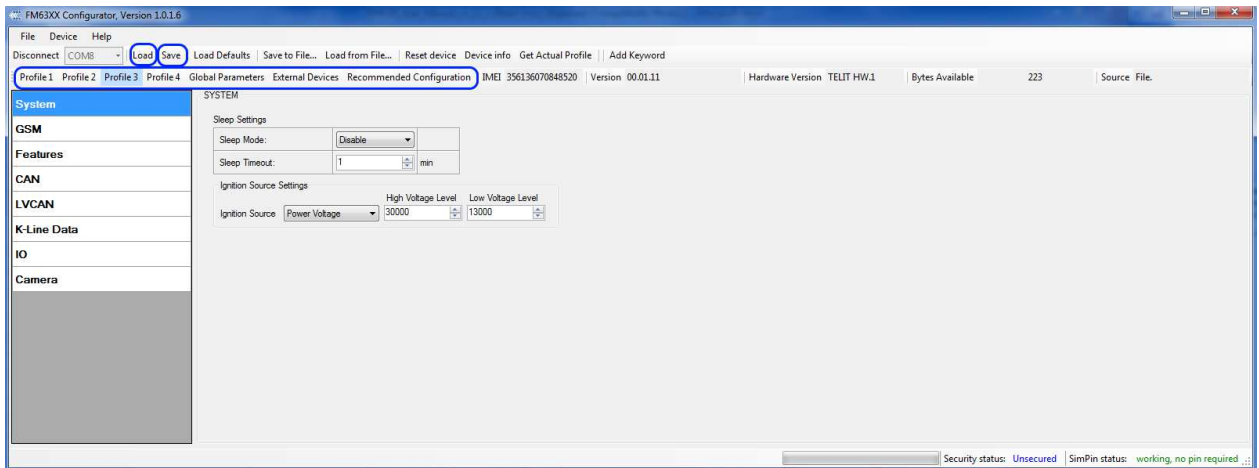 FM63XX Configurator, Version 1.0.1.6
File Device Help
Disconnect COM8 Load Save Load Defaults Save to File... Load from File... Reset device Device info Get Actual Profile Add Keyword
Profile 1 Profile 2 Profile 3 Profile 4 Global Parameters External Devices Recommended Configuration IMEI 356136070848520 Version 00.01.11 Hardware Version TELIT HW.1 Bytes Available 223 Source File.
System
GSM
Features
CAN
LVCAN
K-Line Data
IO
Camera
SYSTEM
Sleep Settings
Sleep Mode: Disable
Sleep Timeout: 1 min
Ignition Source Settings
High Voltage Level Low Voltage Level
Ignition Source Power Voltage 30000 13000
Security status: Unsecured SimPin status: working, no pin required